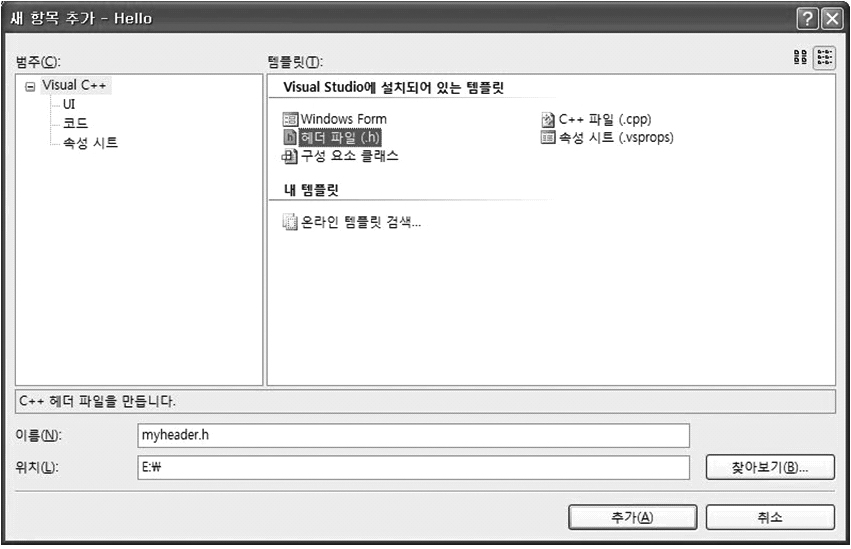 새 항목 추가 - Hello
범주(C):
템플릿(T):
Visual C++
UI
코드
속성 시트
Visual Studio에 설치되어 있는 템플릿
Windows Form
C++ 파일 (.cpp)
헤더 파일 (.h)
속성 시트 (.vsprops)
구성 요소 클래스
내 템플릿
온라인 템플릿 검색...
C++ 헤더 파일을 만듭니다.
이름(N):
myheader.h
위치(L):
E:₩
찾아보기(B)...
추가(A)
취소